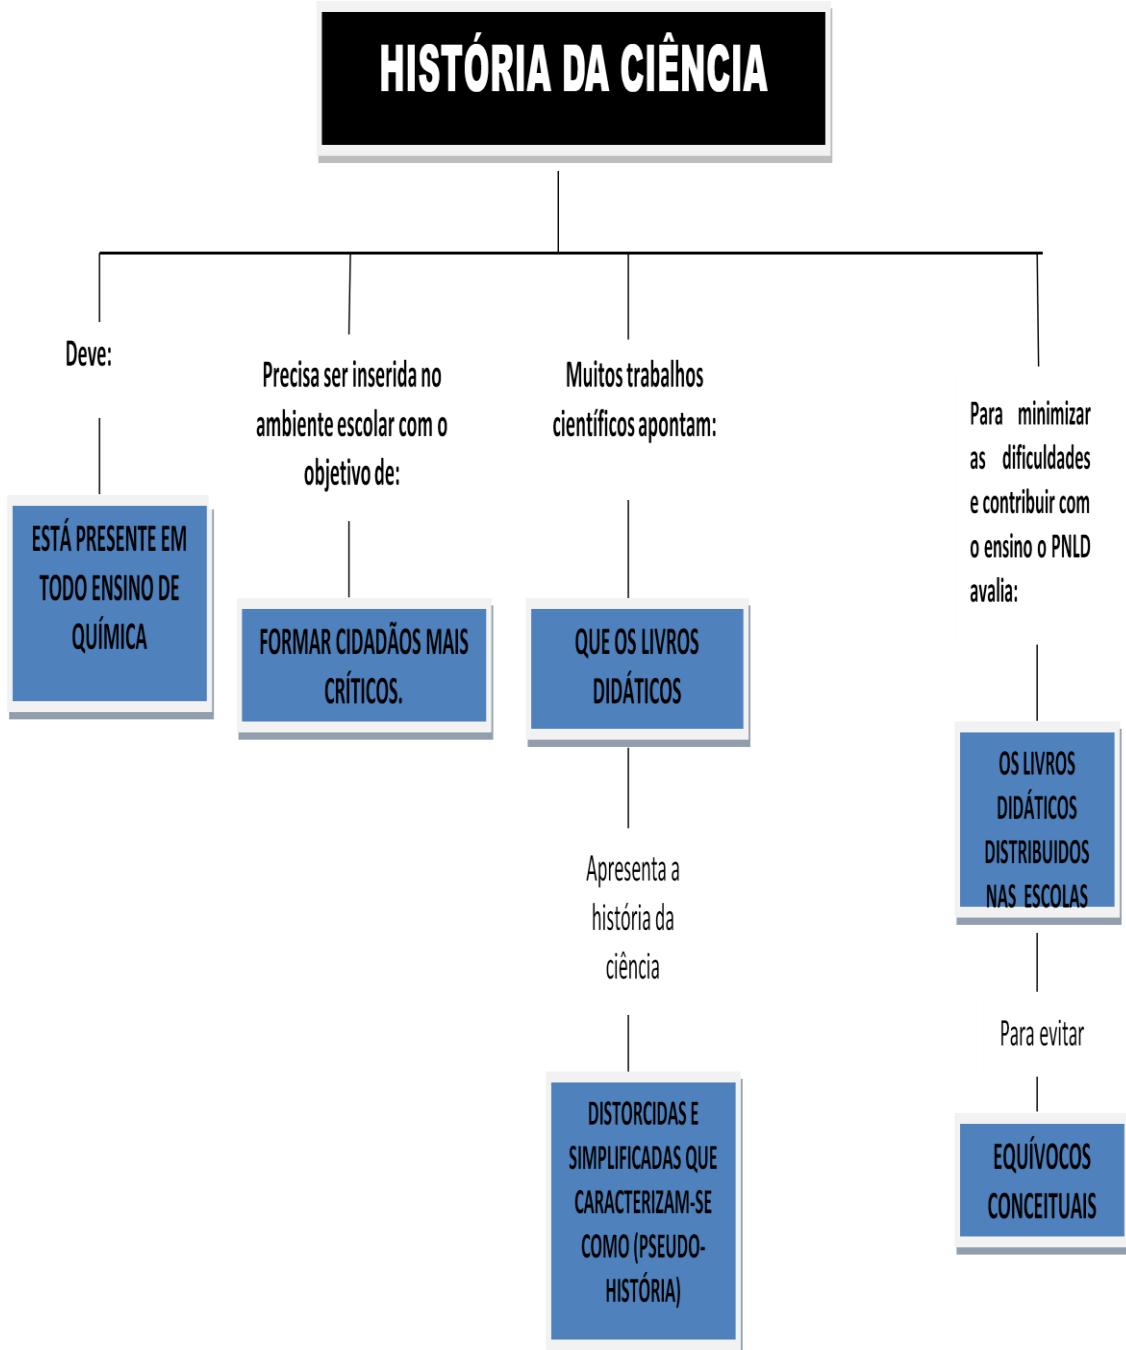 HISTÓRIA DA CIÊNCIA
Deve:
ESTÁ PRESENTE EM
TODO ENSINO DE
QUÍMICA
Precisa ser inserida no
ambiente escolar com o
objetivo de:
FORMAR CIDADÃOS MAIS
CRÍTICOS.
Muitos trabalhos
científicos apontam:
QUE OS LIVROS
DIDÁTICOS
Apresenta a
história da
ciência
DISTORCIDAS E
SIMPLIFICADAS QUE
CARACTERIZAM-SE
COMO (PSEUDO-
HISTÓRIA)
Para minimizar
as dificuldades
e contribuir com
o ensino o PNLD
avalia:
OS LIVROS
DIDÁTICOS
DISTRIBUIDOS
NAS ESCOLAS
Para evitar
EQUÍVOCOS
CONCEITUAIS